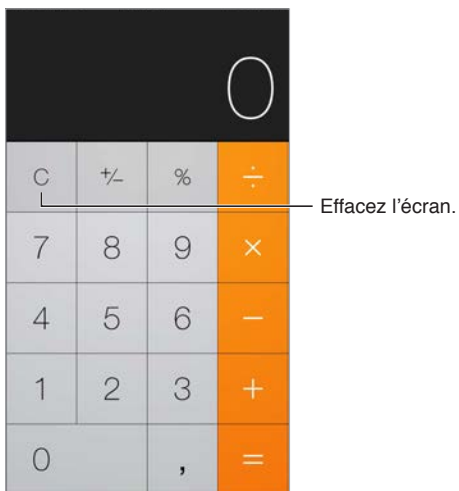 0
C +/− % ÷
Effacez l'écran.
7 8 9 ×
4 5 6 −
1 2 3 +
0 , =